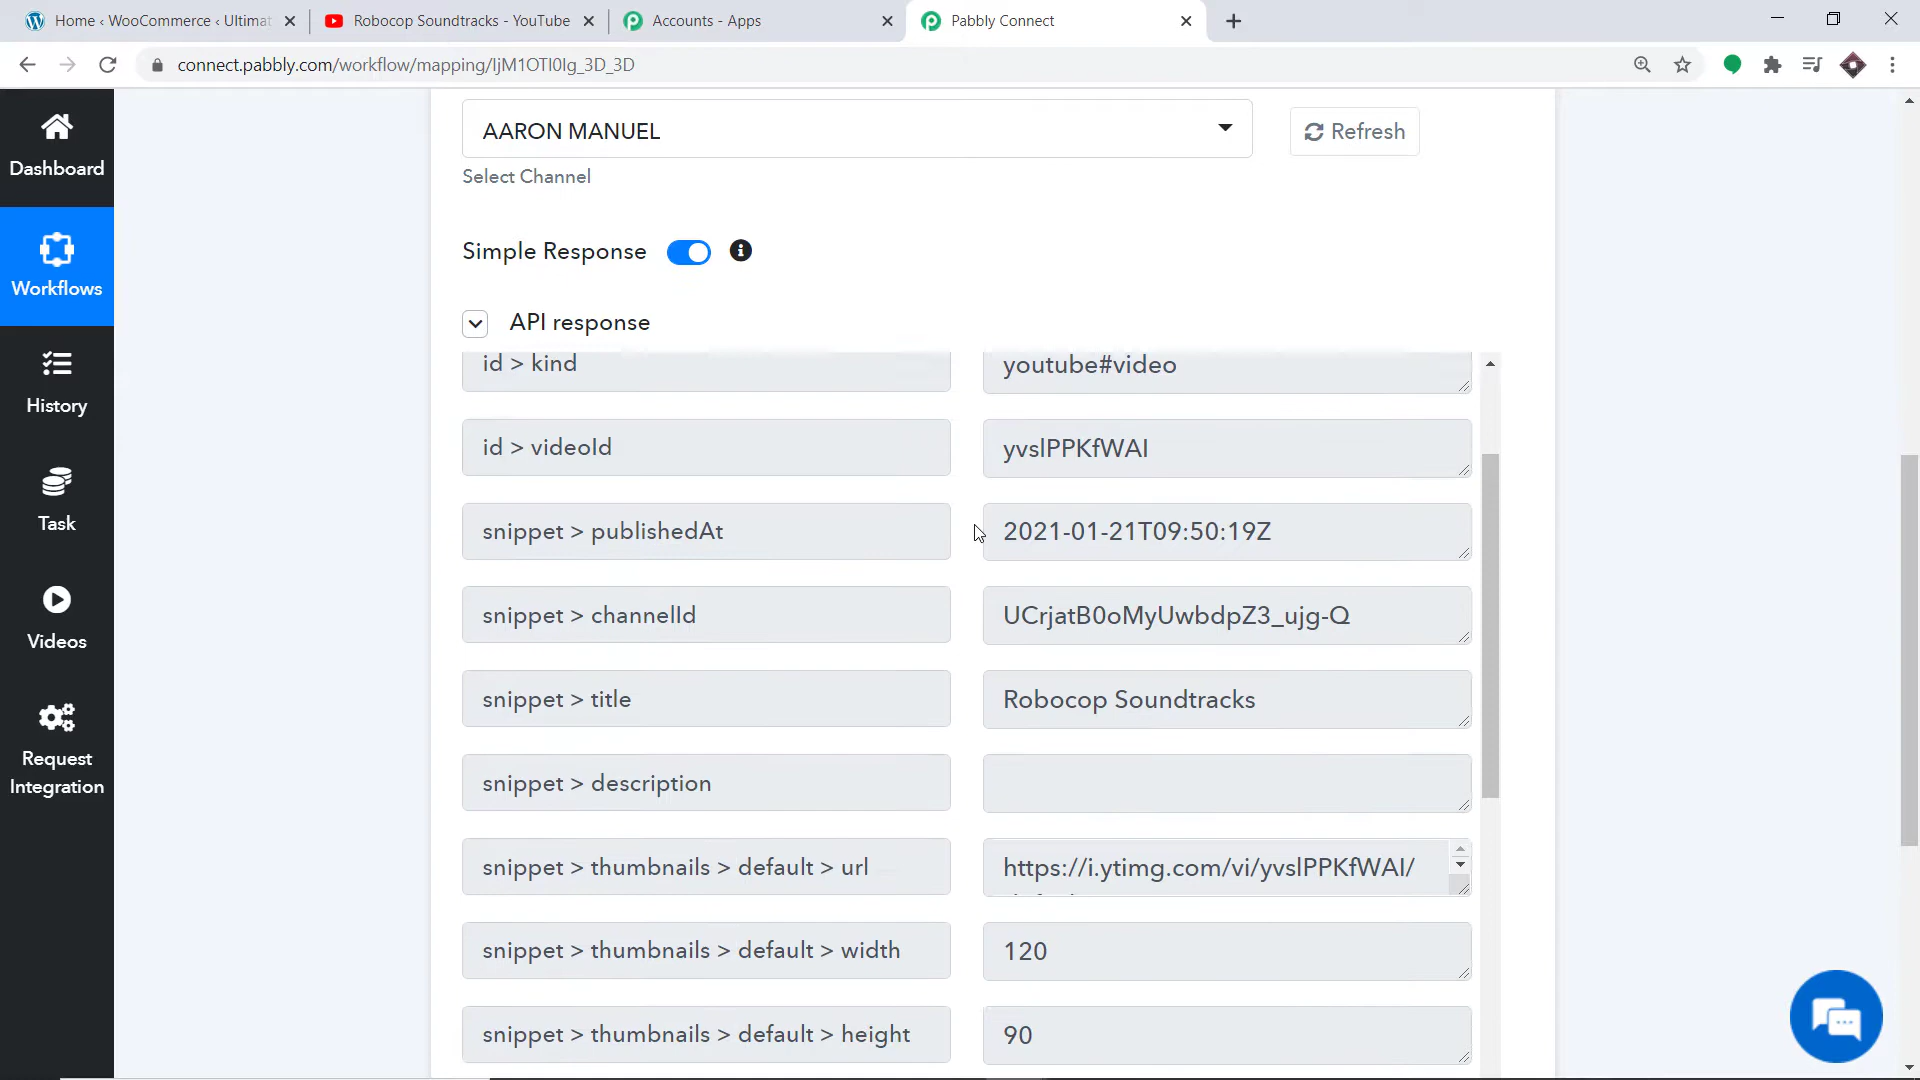 Home ‹ WooCommerce ‹ Ultimat
Robocop Soundtracks - YouTube
Accounts - Apps
Pabbly Connect
connect.pabbly.com/workflow/mapping/IjM1OTI0Ig_3D_3D
Dashboard
Workflows
History
Task
Videos
Request
Integration
AARON MANUEL
Refresh
Select Channel
Simple Response
API response
id > kind
youtube#video
id > videoId
yvslPPKfWAI
snippet > publishedAt
2021-01-21T09:50:19Z
snippet > channelId
UCrjatB0oMyUwbdpZ3_ujg-Q
snippet > title
Robocop Soundtracks
snippet > description
snippet > thumbnails > default > url
https://i.ytimg.com/vi/yvslPPKfWAI/
snippet > thumbnails > default > width
120
snippet > thumbnails > default > height
90